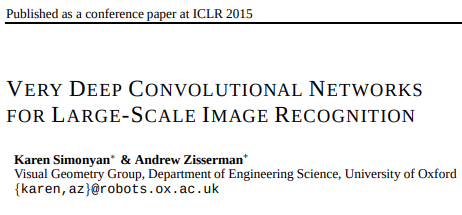 Published as a conference paper at ICLR 2015
VERY DEEP CONVOLUTIONAL NETWORKS
FOR LARGE-SCALE IMAGE RECOGNITION
Karen Simonyan* & Andrew Zisserman+
Visual Geometry Group, Department of Engineering Science, University of Oxford
{karen,az}@robots.ox.ac.uk